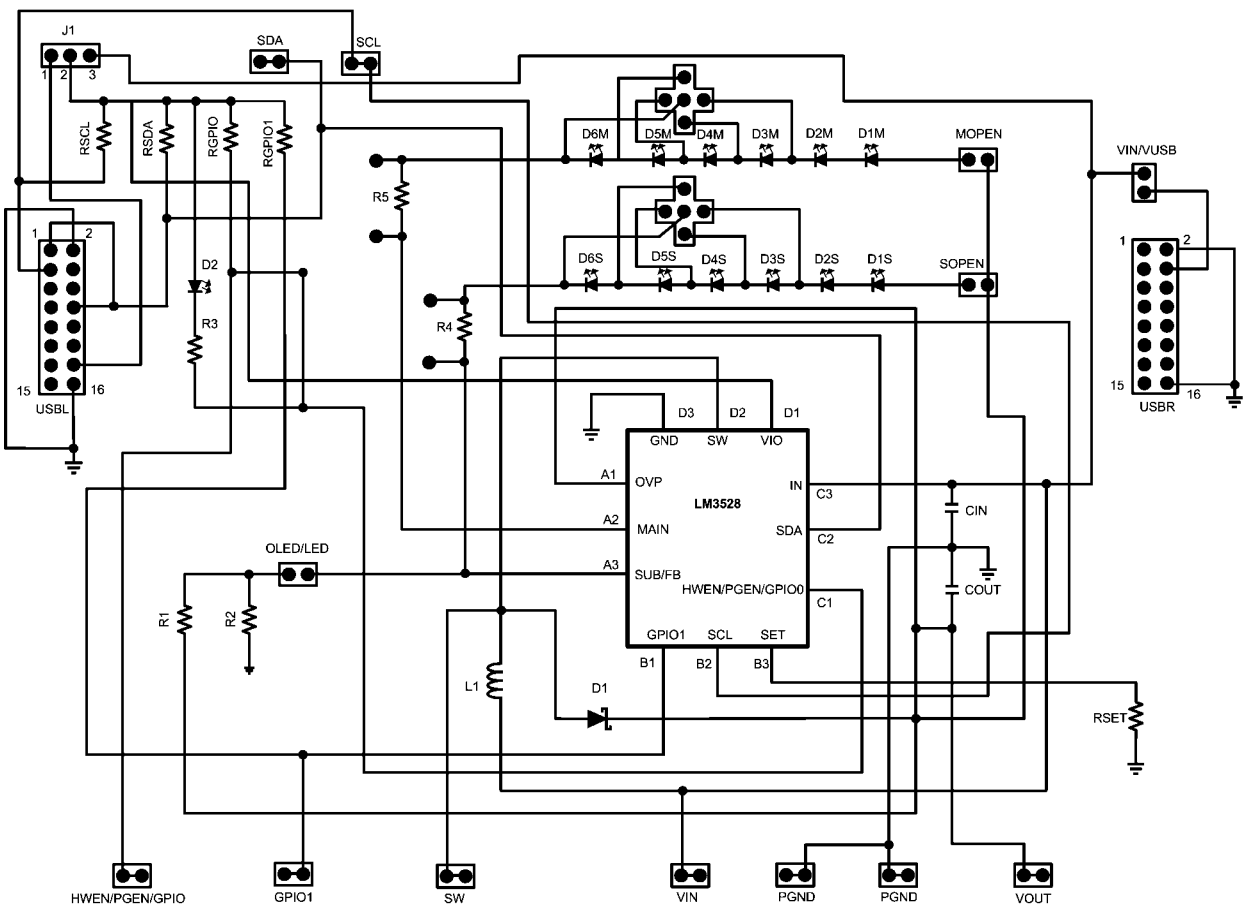 J1
SDA
SCL
1 2 3
RSCL
RSDA
RGPIO
RGPIO1
D6M D5M D4M D3M D2M D1M
MOPEN
VIN/VUSB
R5
D6S D5S D4S D3S D2S D1S
SOPEN
1 2
15 16
USBL
D2
R3
R4
1 2
15 16
USBR
D3 D2 D1
GND SW VIO
A1 OVP
IN C3
LM3528
CIN
A2 MAIN
SDA C2
OLED/LED
A3 SUB/FB
HWEN/PGEN/GPIO0 C1
COUT
R1
R2
GPIO1 SCL SET
B1 B2 B3
L1
D1
RSET
HWEN/PGEN/GPIO
GPIO1
SW
VIN
PGND
PGND
VOUT